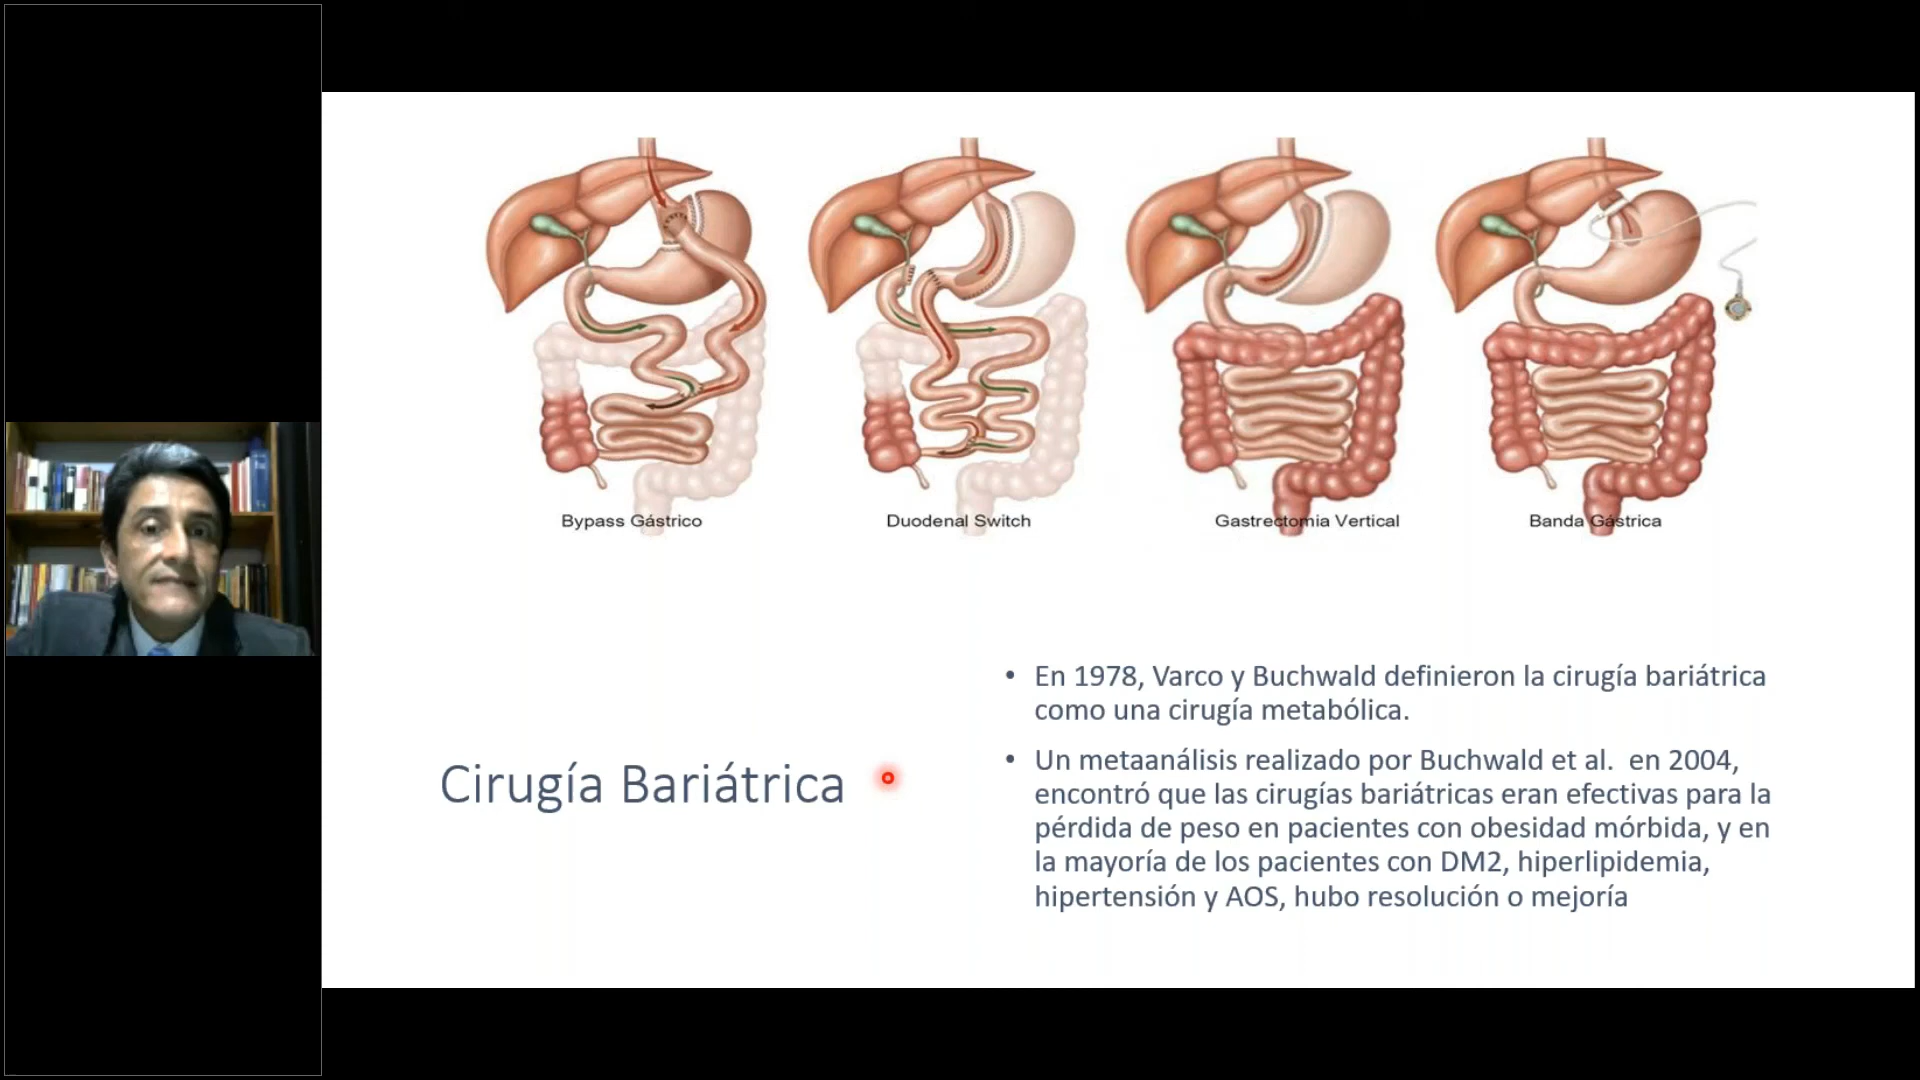 Bypass Gástrico
Duodenal Switch
Gastrectomia Vertical
Banda Gástrica
Cirugía Bariátrica
• En 1978, Varco y Buchwald definieron la cirugía bariátrica
como una cirugía metabólica.
• Un metaanálisis realizado por Buchwald et al.  en 2004,
encontró que las cirugías bariátricas eran efectivas para la
pérdida de peso en pacientes con obesidad mórbida, y en
la mayoría de los pacientes con DM2, hiperlipidemia,
hipertensión y AOS, hubo resolución o mejoría